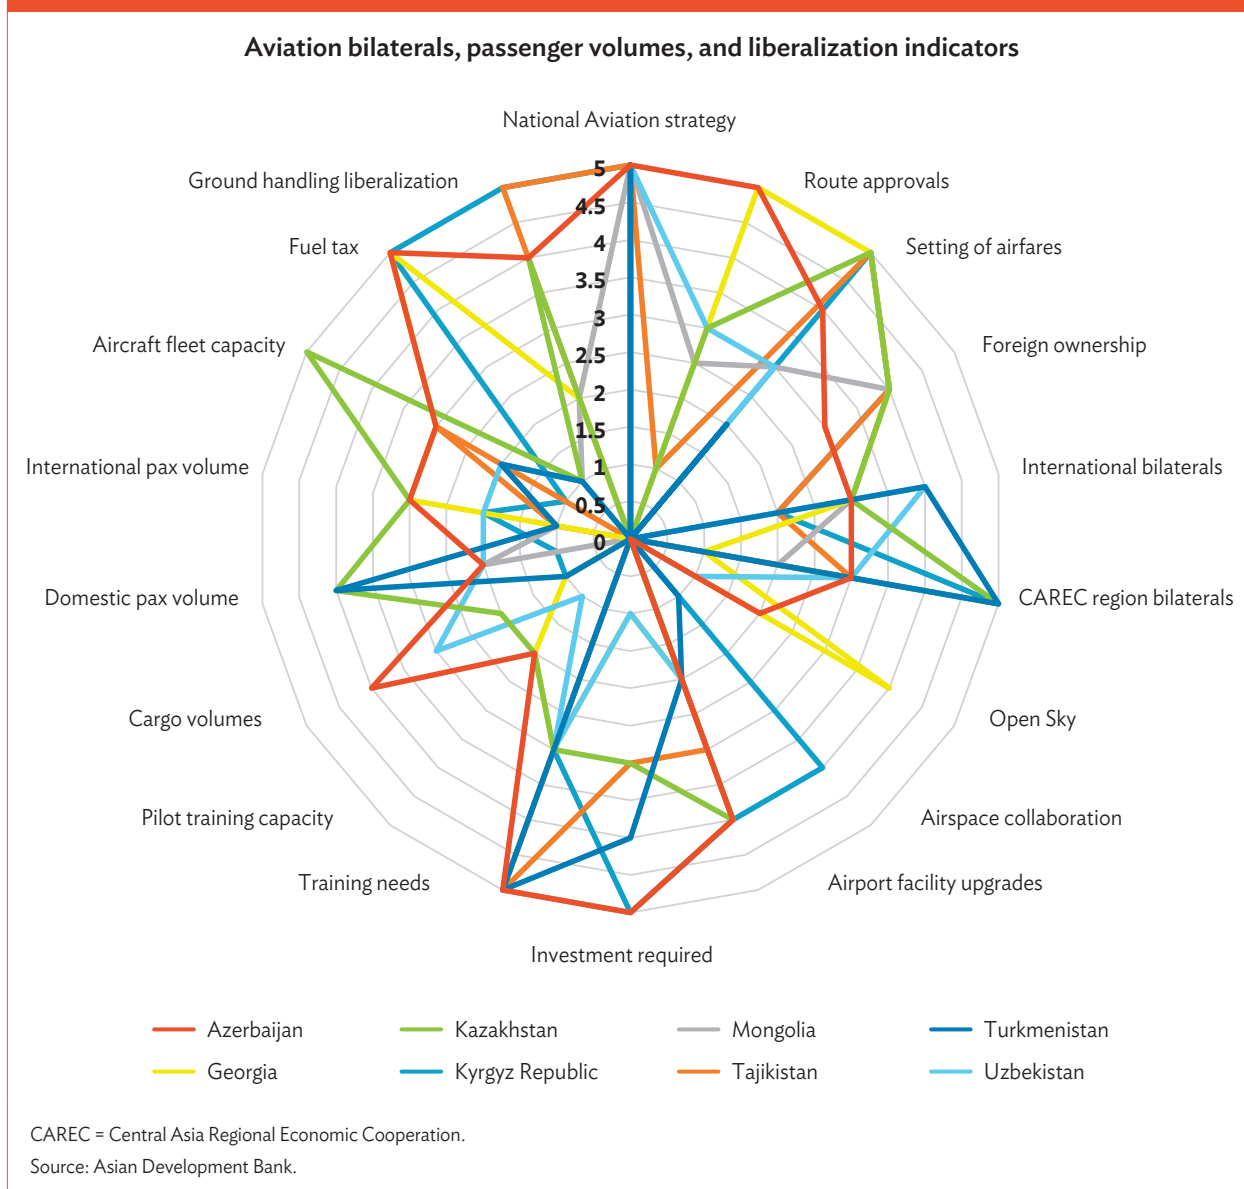 Aviation bilaterals, passenger volumes, and liberalization indicators
National Aviation strategy
Route approvals
Setting of airfares
Foreign ownership
International bilaterals
CAREC region bilaterals
Open Sky
Airspace collaboration
Airport facility upgrades
Investment required
Training needs
Pilot training capacity
Cargo volumes
Domestic pax volume
International pax volume
Aircraft fleet capacity
Fuel tax
Ground handling liberalization
5
4.5
4
3.5
3
2.5
2
1.5
1
0.5
0
Azerbaijan
Kazakhstan
Mongolia
Turkmenistan
Georgia
Kyrgyz Republic
Tajikistan
Uzbekistan
CAREC = Central Asia Regional Economic Cooperation.
Source: Asian Development Bank.